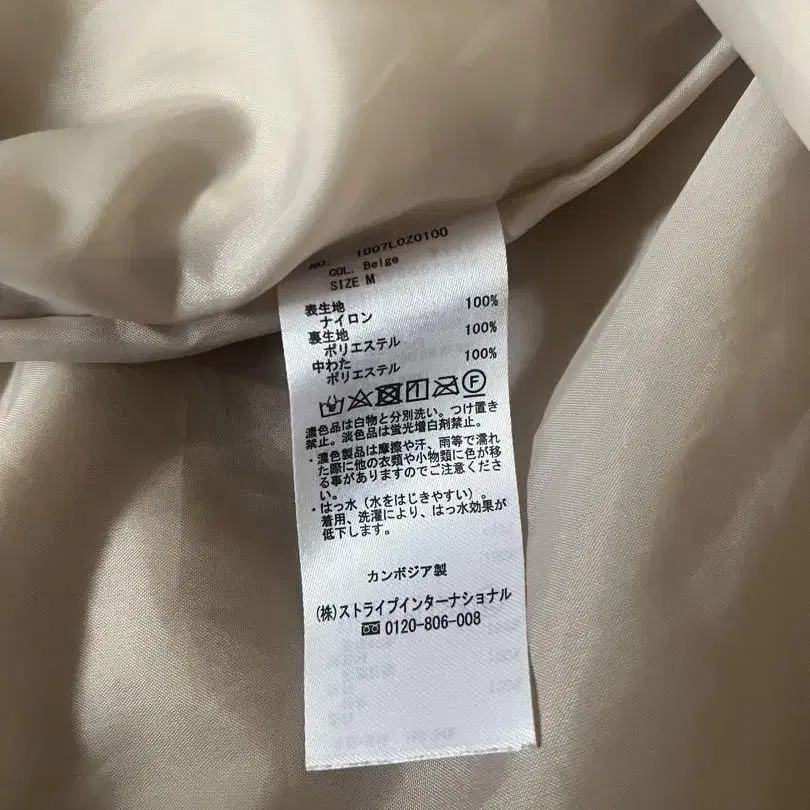 NO. 1D07L0Z0100
COL. Beige
SIZE M
表生地
ナイロン 100%
裏生地
ポリエステル 100%
中わた
ポリエステル 100%
F
濃色品は白物と分別洗い。つけ置き
禁止。淡色品は蛍光増白剤禁止。
・濃色製品は摩擦や汗、雨等で濡れ
た際に他の衣類や小物類に色が移
る事がありますのでご注意くださ
い。
・はっ水（水をはじきやすい）。
着用、洗濯により、はっ水効果が
低下します。
カンボジア製
(株)ストライプインターナショナル
0120-806-008